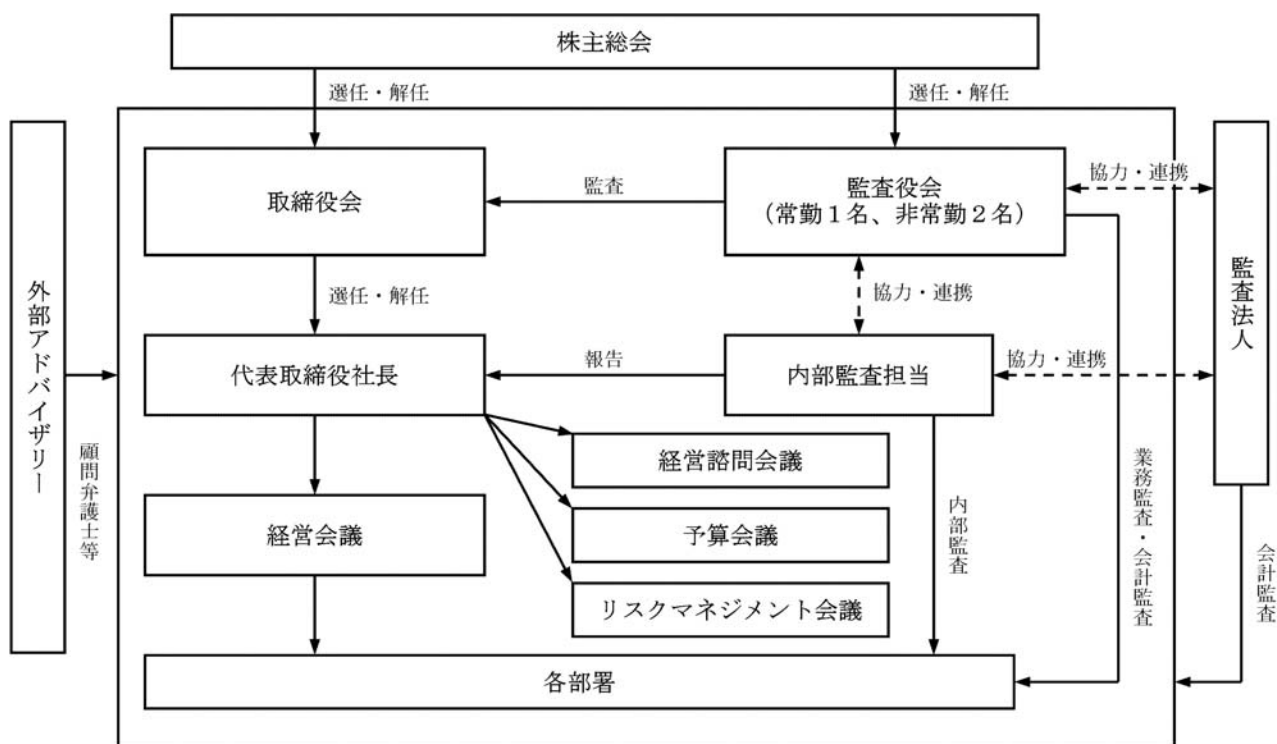 株主総会
選任・解任
選任・解任
取締役会
監査
監査役会
（常勤１名、非常勤２名）
協力・連携
選任・解任
協力・連携
外部アドバイザリー
顧問弁護士等
代表取締役社長
報告
内部監査担当
協力・連携
監査法人
経営諮問会議
経営会議
予算会議
リスクマネジメント会議
内部監査
業務監査・会計監査
会計監査
各部署